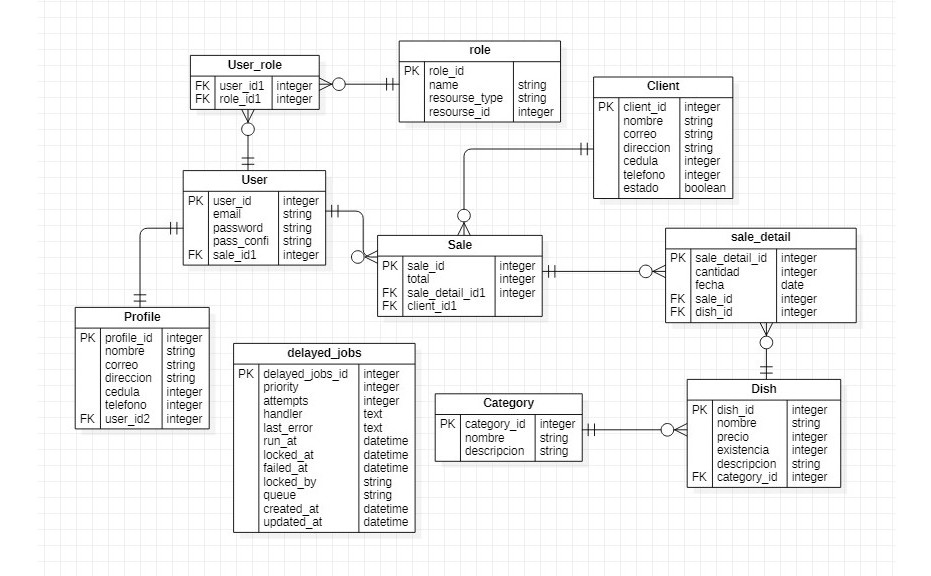 User_role
FK user_id1 integer
FK role_id1 integer
role
PK role_id
name string
resourse_type string
resourse_id integer
Client
PK client_id integer
nombre string
correo string
direccion string
cedula integer
telefono integer
estado boolean
User
PK user_id integer
email string
password string
pass_confi string
FK sale_id1 integer
Sale
PK sale_id integer
total integer
FK sale_detail_id1 integer
FK client_id1
sale_detail
PK sale_detail_id integer
cantidad integer
fecha date
FK sale_id integer
FK dish_id integer
Profile
PK profile_id integer
nombre string
correo string
direccion string
cedula integer
telefono integer
FK user_id2 integer
delayed_jobs
PK delayed_jobs_id integer
priority integer
attempts integer
handler text
last_error text
run_at datetime
locked_at datetime
failed_at datetime
locked_by string
queue string
created_at datetime
updated_at datetime
Category
PK category_id integer
nombre string
descripcion string
Dish
PK dish_id integer
nombre string
precio integer
existencia integer
descripcion string
FK category_id integer